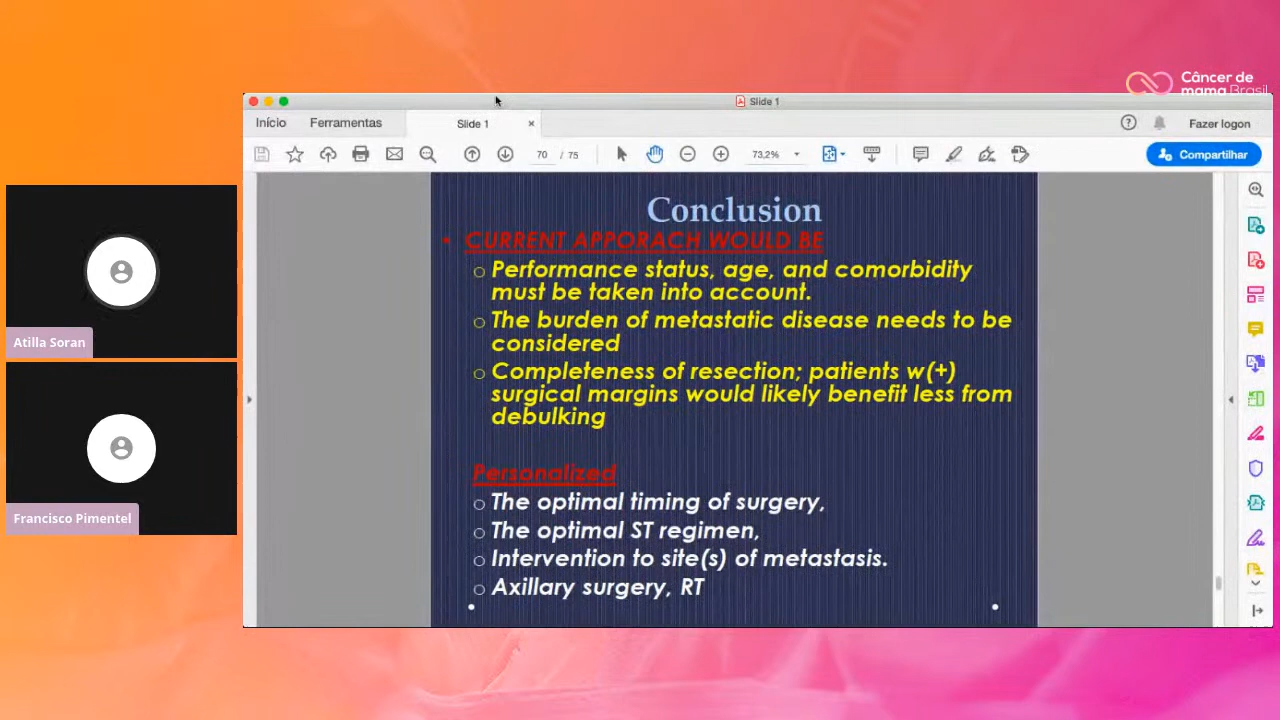 Câncer de
mama Brasil
Slide 1
Início
Ferramentas
Slide 1
Fazer logon
70 / 75
73,2%
Compartilhar
Conclusion
• CURRENT APPORACH WOULD BE
o Performance status, age, and comorbidity
must be taken into account.
o The burden of metastatic disease needs to be
considered
o Completeness of resection; patients w(+)
surgical margins would likely benefit less from
debulking
Personalized
o The optimal timing of surgery,
o The optimal ST regimen,
o Intervention to site(s) of metastasis.
o Axillary surgery, RT
Atilla Soran
Francisco Pimentel